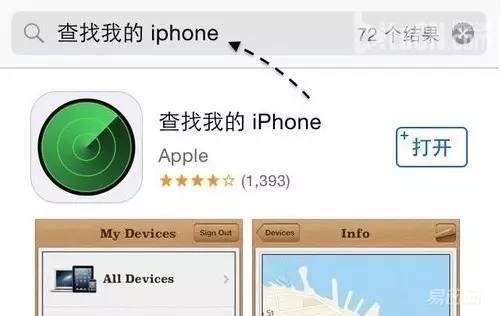 查找我的 iphone 72 个结果
查找我的 iPhone
Apple
(1,393)
打开
My Devices Sign Out
All Devices
Devices Info
St